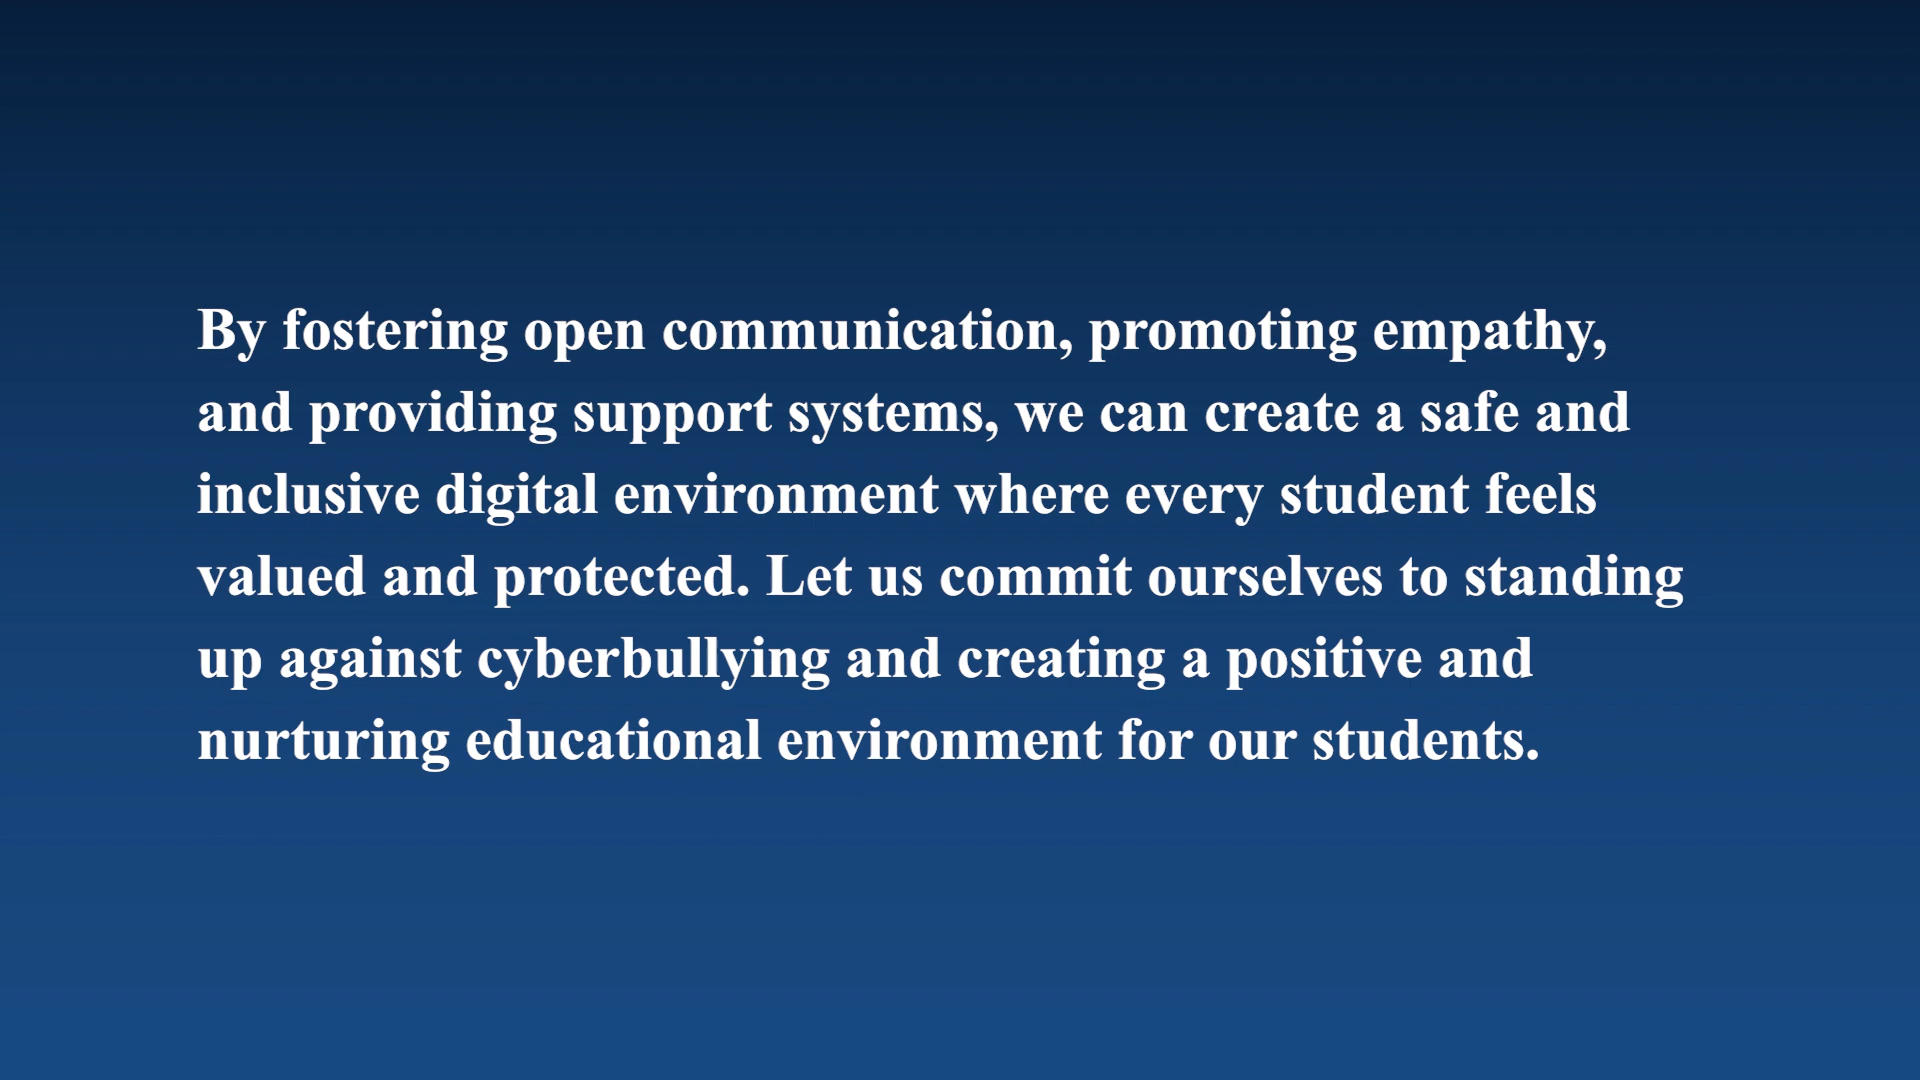 By fostering open communication, promoting empathy,
and providing support systems, we can create a safe and
inclusive digital environment where every student feels
valued and protected. Let us commit ourselves to standing
up against cyberbullying and creating a positive and
nurturing educational environment for our students.